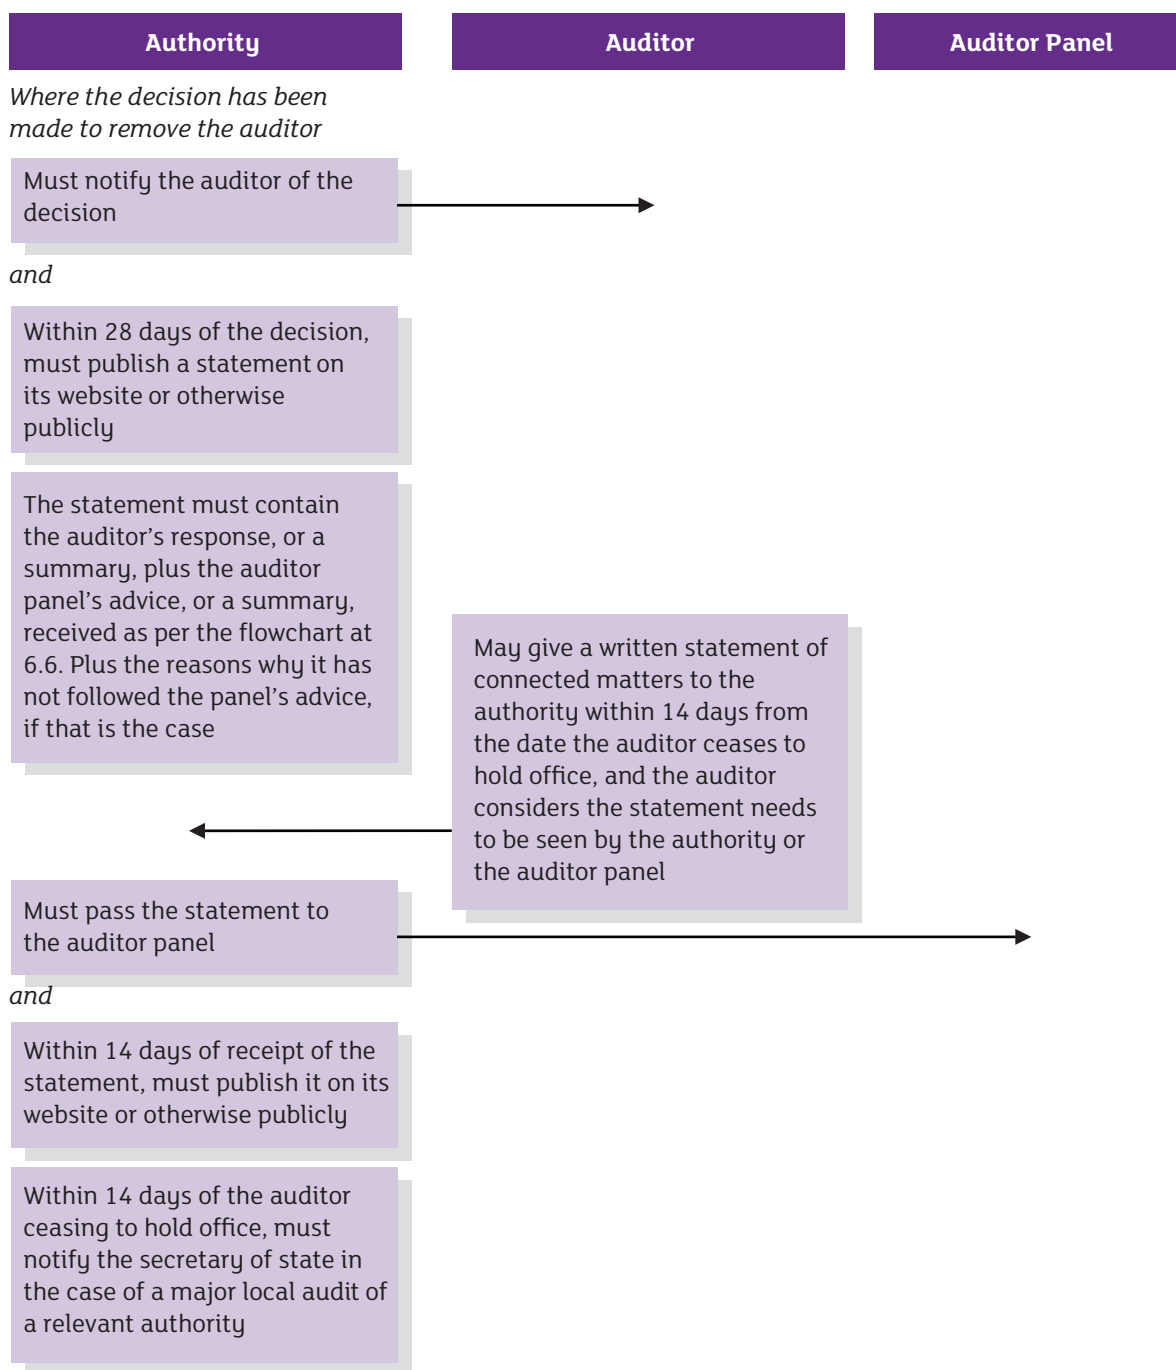 Authority
Auditor
Auditor Panel
Where the decision has been
made to remove the auditor
Must notify the auditor of the
decision
and
Within 28 days of the decision,
must publish a statement on
its website or otherwise
publicly
The statement must contain
the auditor’s response, or a
summary, plus the auditor
panel’s advice, or a summary,
received as per the flowchart at
6.6. Plus the reasons why it has
not followed the panel’s advice,
if that is the case
May give a written statement of
connected matters to the
authority within 14 days from
the date the auditor ceases to
hold office, and the auditor
considers the statement needs
to be seen by the authority or
the auditor panel
Must pass the statement to
the auditor panel
and
Within 14 days of receipt of the
statement, must publish it on its
website or otherwise publicly
Within 14 days of the auditor
ceasing to hold office, must
notify the secretary of state in
the case of a major local audit of
a relevant authority